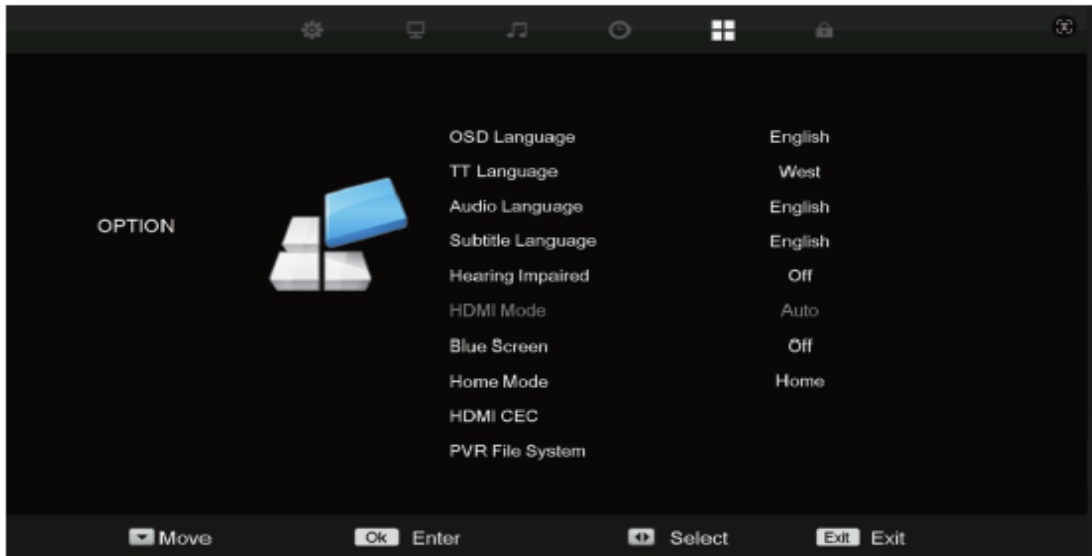 OPTION
OSD Language English
TT Language West
Audio Language English
Subtitle Language English
Hearing Impaired Off
HDMI Mode Auto
Blue Screen Off
Home Mode Home
HDMI CEC
PVR File System
Move Ok Enter Select Exit Exit